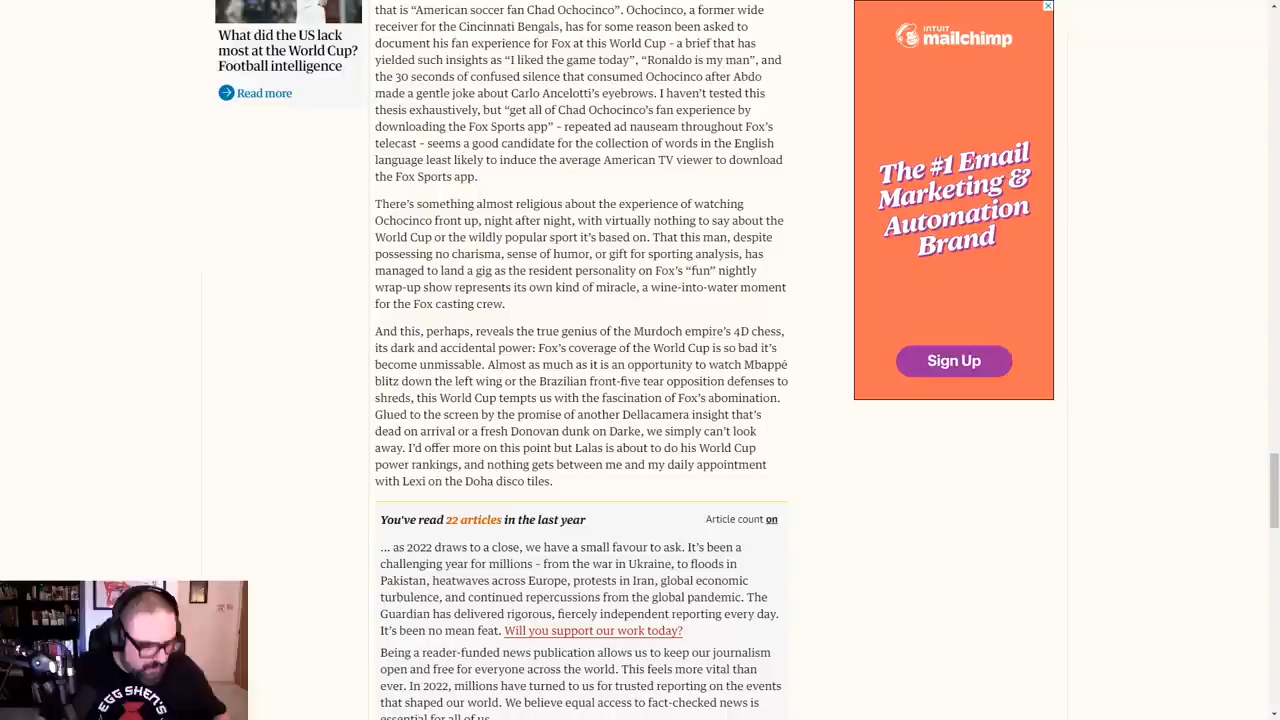 What did the US lack
most at the World Cup?
Football intelligence
Read more
that is “American soccer fan Chad Ochocinco”. Ochocinco, a former wide
receiver for the Cincinnati Bengals, has for some reason been asked to
document his fan experience for Fox at this World Cup – a brief that has
yielded such insights as “I liked the game today”, “Ronaldo is my man”, and
the 30 seconds of confused silence that consumed Ochocinco after Abdo
made a gentle joke about Carlo Ancelotti’s eyebrows. I haven’t tested this
thesis exhaustively, but “get all of Chad Ochocinco’s fan experience by
downloading the Fox Sports app” – repeated ad nauseam throughout Fox’s
telecast – seems a good candidate for the collection of words in the English
language least likely to induce the average American TV viewer to download
the Fox Sports app.
There’s something almost religious about the experience of watching
Ochocinco front up, night after night, with virtually nothing to say about the
World Cup or the wildly popular sport it’s based on. That this man, despite
possessing no charisma, sense of humor, or gift for sporting analysis, has
managed to land a gig as the resident personality on Fox’s “fun” nightly
wrap-up show represents its own kind of miracle, a wine-into-water moment
for the Fox casting crew.
And this, perhaps, reveals the true genius of the Murdoch empire’s 4D chess,
its dark and accidental power: Fox’s coverage of the World Cup is so bad it’s
become unmissable. Almost as much as it is an opportunity to watch Mbappé
blitz down the left wing or the Brazilian front-five tear opposition defenses to
shreds, this World Cup tempts us with the fascination of Fox’s abomination.
Glued to the screen by the promise of another Dellacamera insight that’s
dead on arrival or a fresh Donovan dunk on Darke, we simply can’t look
away. I’d offer more on this point but Lalas is about to do his World Cup
power rankings, and nothing gets between me and my daily appointment
with Lexi on the Doha disco tiles.
You’ve read 22 articles in the last year
Article count on
... as 2022 draws to a close, we have a small favour to ask. It’s been a
challenging year for millions – from the war in Ukraine, to floods in
Pakistan, heatwaves across Europe, protests in Iran, global economic
turbulence, and continued repercussions from the global pandemic. The
Guardian has delivered rigorous, fiercely independent reporting every day.
It’s been no mean feat. Will you support our work today?
Being a reader-funded news publication allows us to keep our journalism
open and free for everyone across the world. This feels more vital than
ever. In 2022, millions have turned to us for trusted reporting on the events
that shaped our world. We believe equal access to fact-checked news is
essential for all of us.
INTUIT
mailchimp
The #1 Email
Marketing &
Automation
Brand
Sign Up
EGG SHEN'S